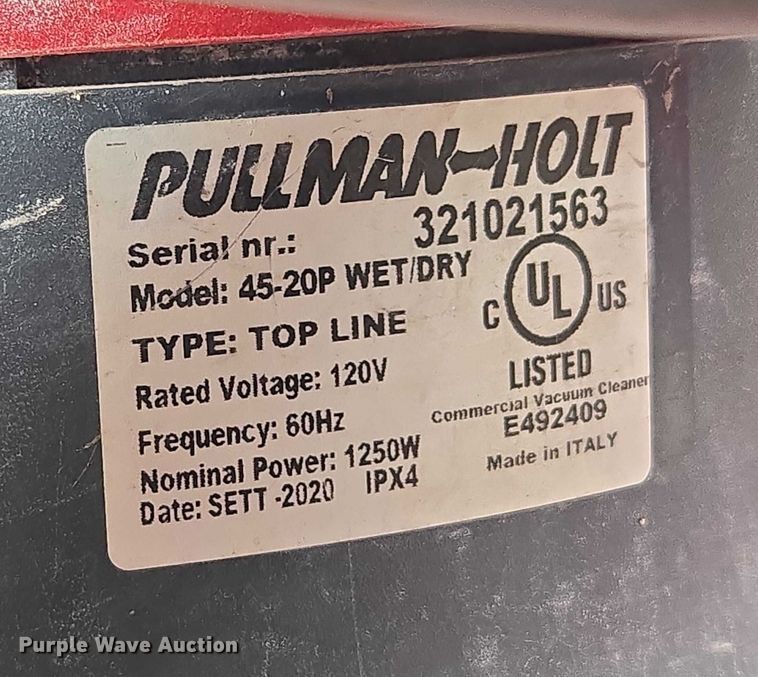 PULLMAN-HOLT
Serial nr.: 321021563
Model: 45-20P WET/DRY
TYPE: TOP LINE
C UL US
LISTED
Rated Voltage: 120V
Commercial Vacuum Cleaner
Frequency: 60Hz
E492409
Nominal Power: 1250W
Made in ITALY
Date: SETT -2020 IPX4
Purple Wave Auction